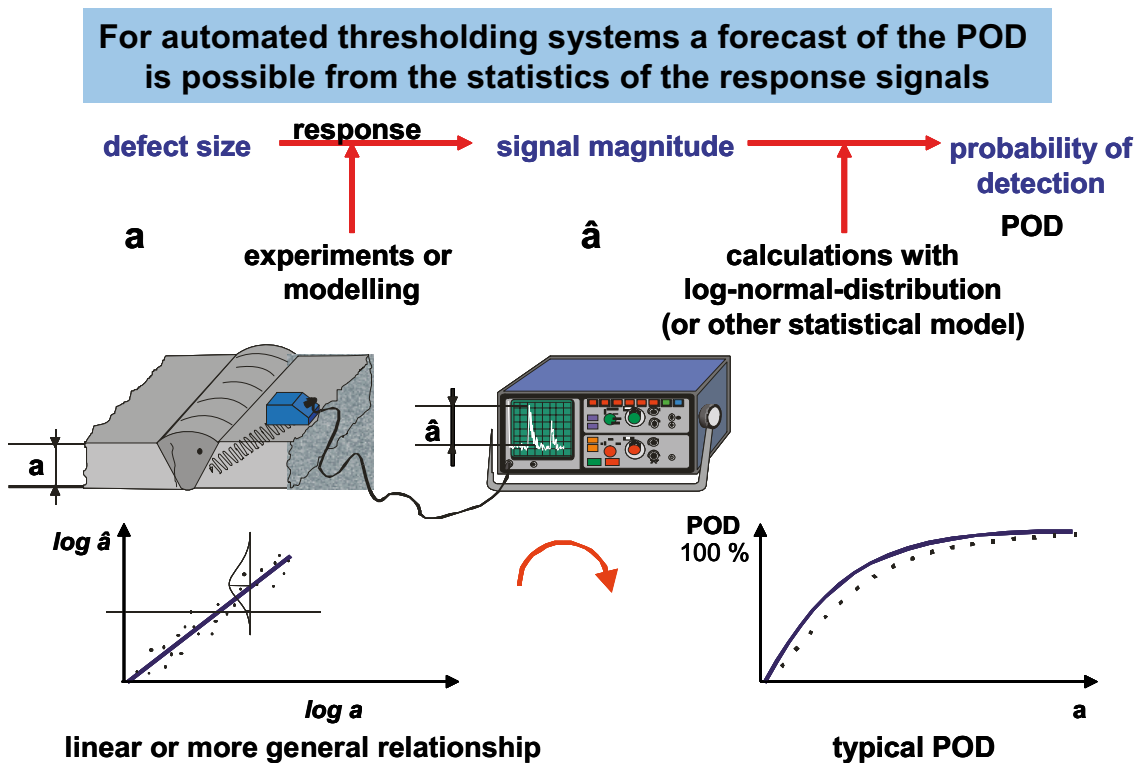 For automated thresholding systems a forecast of the POD
is possible from the statistics of the response signals
defect size
response
signal magnitude
probability of
detection
POD
a
â
experiments or
modelling
calculations with
log-normal-distribution
(or other statistical model)
a
â
log â
log a
linear or more general relationship
POD
100 %
a
typical POD